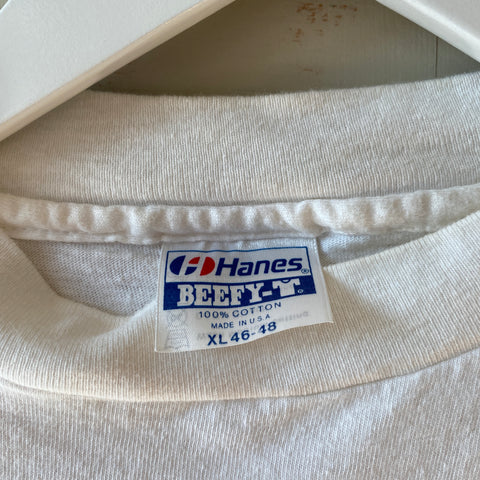 Hanes®
BEEFY-T®
100% COTTON
MADE IN U.S.A
XL 46-48